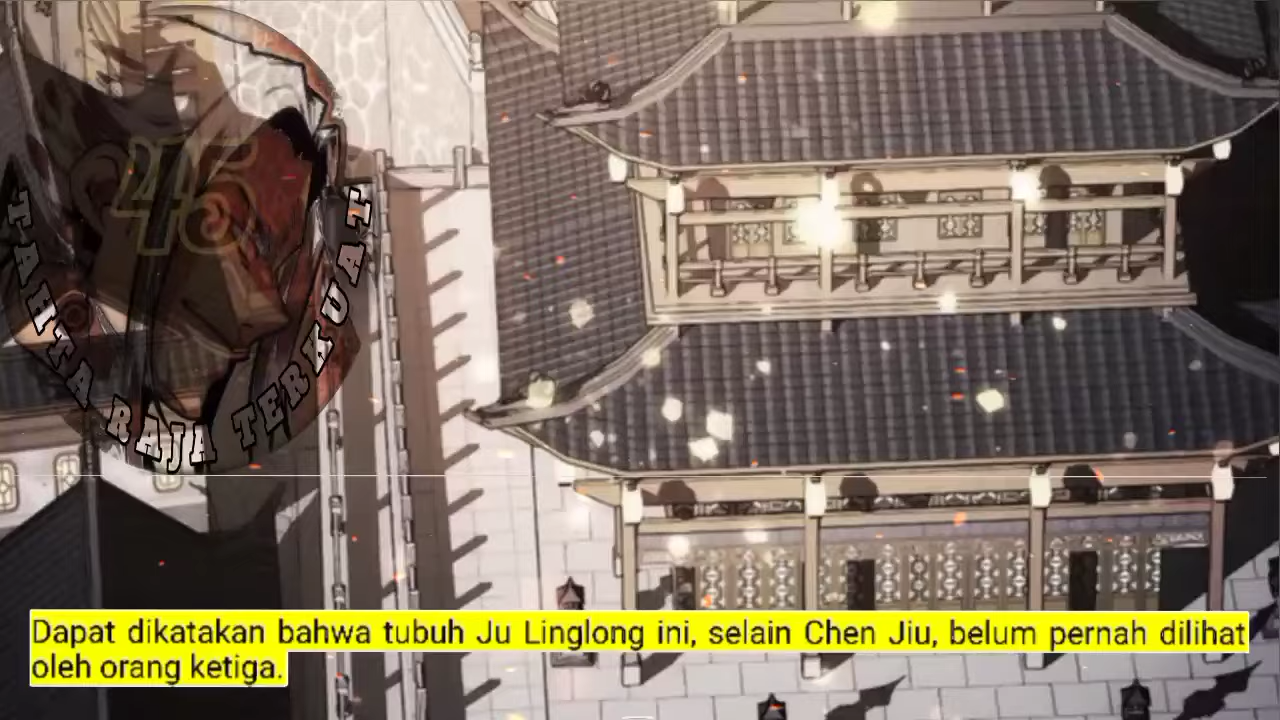 45
TAHTA RAJA TERKUAT
Dapat dikatakan bahwa tubuh Ju Linglong ini, selain Chen Jiu, belum pernah dilihat
oleh orang ketiga.